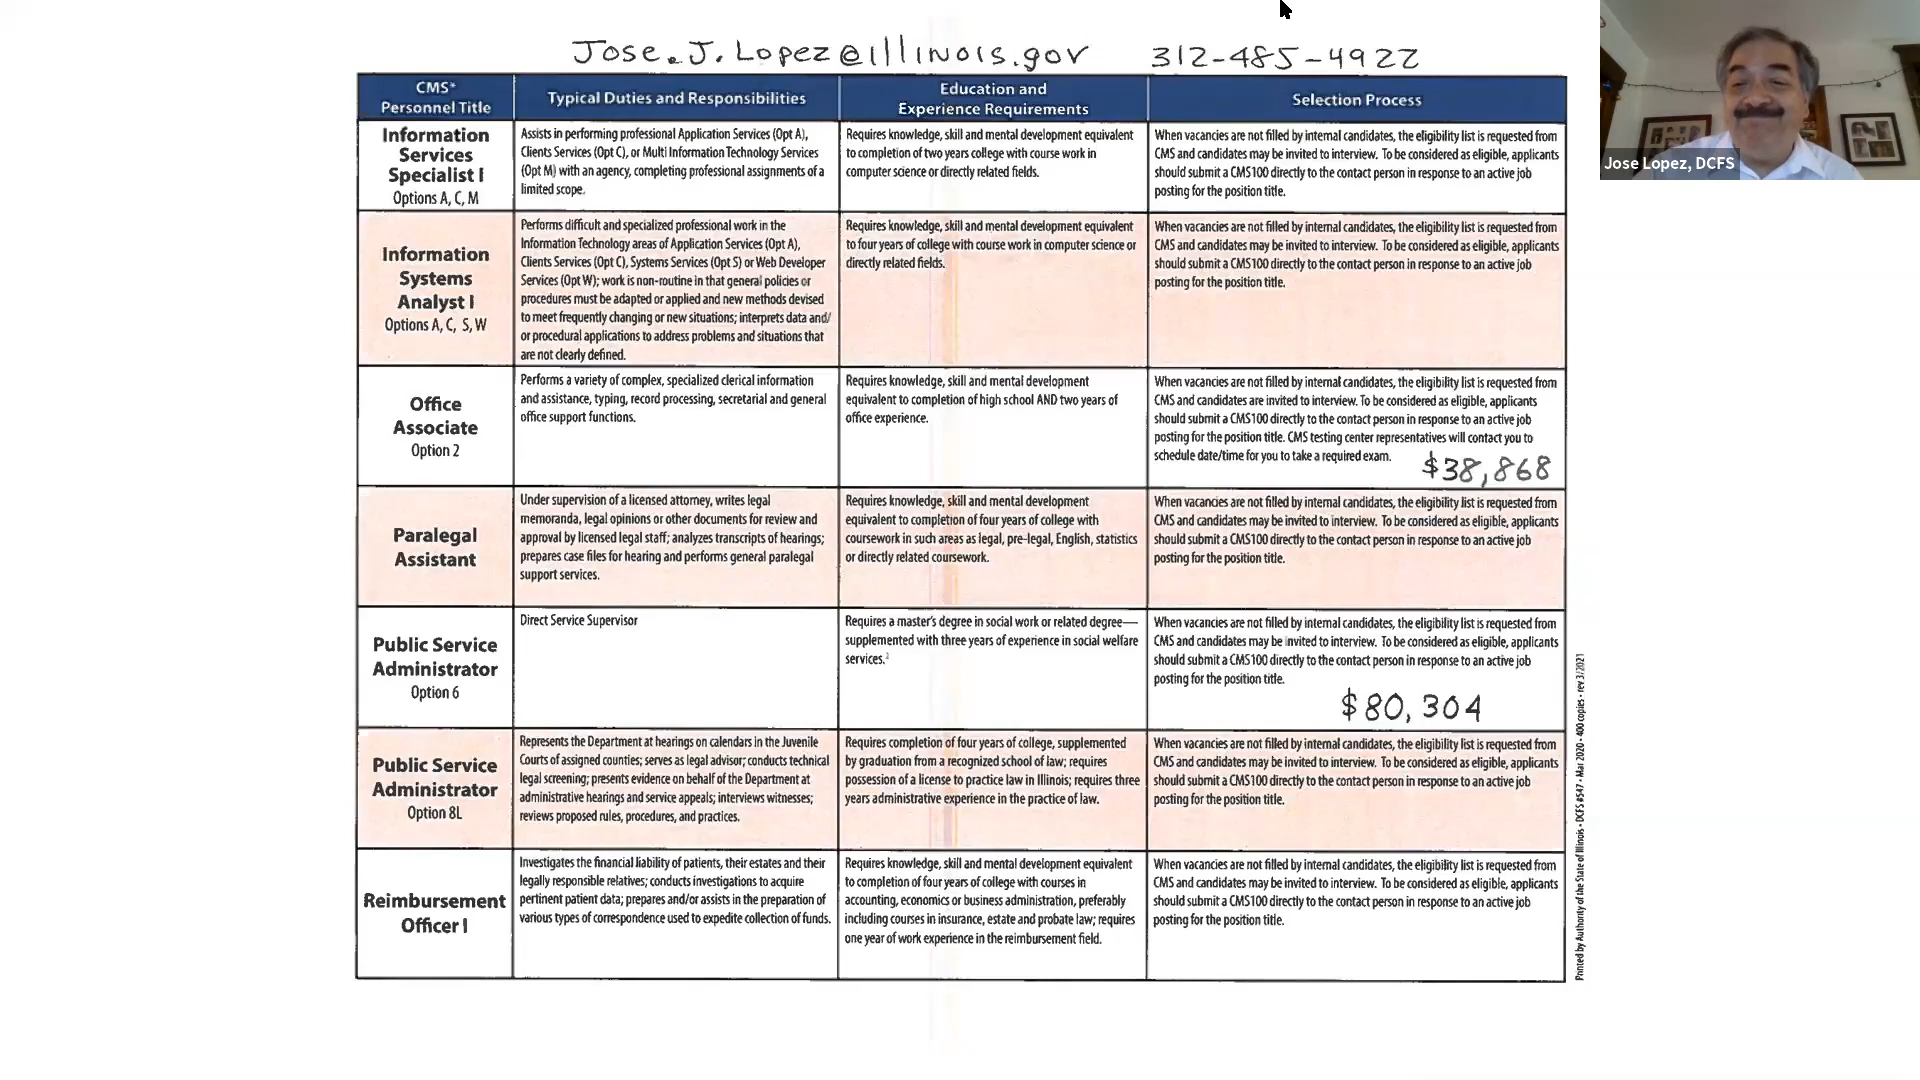 Jose.J.Lopez@illinois.gov 312-485-4922
Jose Lopez, DCFS
CMS*
Personnel Title
Typical Duties and Responsibilities
Education and
Experience Requirements
Selection Process
Information
Services
Specialist I
Options A, C, M
Assists in performing professional Application Services (Opt A),
Clients Services (Opt C), or Multi Information Technology Services
(Opt M) with an agency, completing professional assignments of a
limited scope.
Requires knowledge, skill and mental development equivalent
to completion of two years college with course work in
computer science or directly related fields.
When vacancies are not filled by internal candidates, the eligibility list is requested from
CMS and candidates may be invited to interview. To be considered as eligible, applicants
should submit a CMS100 directly to the contact person in response to an active job
posting for the position title.
Information
Systems
Analyst I
Options A, C, S, W
Performs difficult and specialized professional work in the
Information Technology areas of Application Services (Opt A),
Clients Services (Opt C), Systems Services (Opt S) or Web Developer
Services (Opt W); work is non-routine in that general policies or
procedures must be adapted or applied and new methods devised
to meet frequently changing or new situations; interprets data and/
or procedural applications to address problems and situations that
are not clearly defined.
Requires knowledge, skill and mental development equivalent
to four years of college with course work in computer science or
directly related fields.
When vacancies are not filled by internal candidates, the eligibility list is requested from
CMS and candidates may be invited to interview. To be considered as eligible, applicants
should submit a CMS100 directly to the contact person in response to an active job
posting for the position title.
Office
Associate
Option 2
Performs a variety of complex, specialized clerical information
and assistance, typing, record processing, secretarial and general
office support functions.
Requires knowledge, skill and mental development
equivalent to completion of high school AND two years of
office experience.
When vacancies are not filled by internal candidates, the eligibility list is requested from
CMS and candidates are invited to interview. To be considered as eligible, applicants
should submit a CMS100 directly to the contact person in response to an active job
posting for the position title. CMS testing center representatives will contact you to
schedule date/time for you to take a required exam.
$38,868
Paralegal
Assistant
Under supervision of a licensed attorney, writes legal
memoranda, legal opinions or other documents for review and
approval by licensed legal staff; analyzes transcripts of hearings;
prepares case files for hearing and performs general paralegal
support services.
Requires knowledge, skill and mental development
equivalent to completion of four years of college with
coursework in such areas as legal, pre-legal, English, statistics
or directly related coursework.
When vacancies are not filled by internal candidates, the eligibility list is requested from
CMS and candidates may be invited to interview. To be considered as eligible, applicants
should submit a CMS100 directly to the contact person in response to an active job
posting for the position title.
Public Service
Administrator
Option 6
Direct Service Supervisor
Requires a master's degree in social work or related degree—
supplemented with three years of experience in social welfare
services.²
When vacancies are not filled by internal candidates, the eligibility list is requested from
CMS and candidates may be invited to interview. To be considered as eligible, applicants
should submit a CMS100 directly to the contact person in response to an active job
posting for the position title.
$80,304
Public Service
Administrator
Option 8L
Represents the Department at hearings on calendars in the Juvenile
Courts of assigned counties; serves as legal advisor; conducts technical
legal screening; presents evidence on behalf of the Department at
administrative hearings and service appeals; interviews witnesses;
reviews proposed rules, procedures, and practices.
Requires completion of four years of college, supplemented
by graduation from a recognized school of law; requires
possession of a license to practice law in Illinois; requires three
years administrative experience in the practice of law.
When vacancies are not filled by internal candidates, the eligibility list is requested from
CMS and candidates may be invited to interview. To be considered as eligible, applicants
should submit a CMS100 directly to the contact person in response to an active job
posting for the position title.
Reimbursement
Officer I
Investigates the financial liability of patients, their estates and their
legally responsible relatives; conducts investigations to acquire
pertinent patient data; prepares and/or assists in the preparation of
various types of correspondence used to expedite collection of funds.
Requires knowledge, skill and mental development equivalent
to completion of four years of college with courses in
accounting, economics or business administration, preferably
including courses in insurance, estate and probate law; requires
one year of work experience in the reimbursement field.
When vacancies are not filled by internal candidates, the eligibility list is requested from
CMS and candidates may be invited to interview. To be considered as eligible, applicants
should submit a CMS100 directly to the contact person in response to an active job
posting for the position title.
Printed by Authority of the State of Illinois • DCFS #547 • Mar 2020 • 400 copies • rev 3/2021